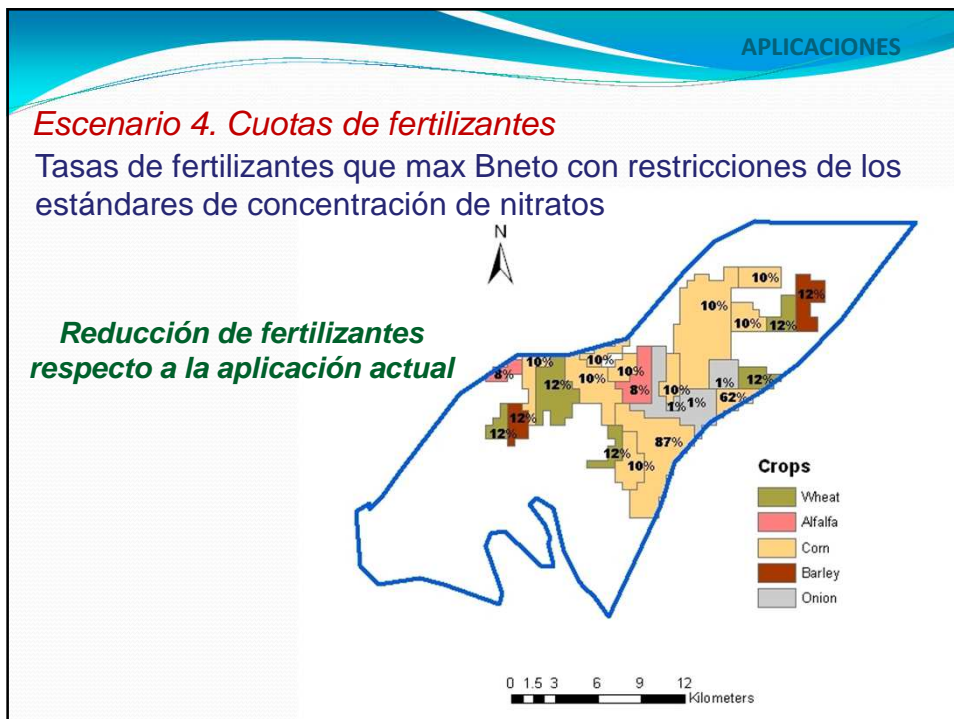 APLICACIONES
Escenario 4. Cuotas de fertilizantes
Tasas de fertilizantes que max Bneto con restricciones de los
estándares de concentración de nitratos
N
Reducción de fertilizantes
respecto a la aplicación actual
10%
12%
10%
10%
12%
10%
10%
10%
8%
12%
10%
8%
10%
1%
12%
1%
1%
62%
12%
12%
87%
12%
10%
Crops
Wheat
Alfalfa
Corn
Barley
Onion
0 1.5 3 6 9 12
Kilometers